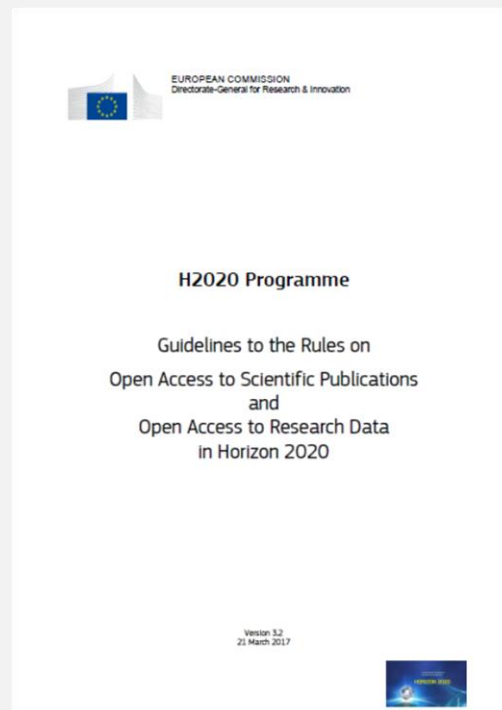 EUROPEAN COMMISSION
Directorate-General for Research & Innovation
H2020 Programme
Guidelines to the Rules on
Open Access to Scientific Publications
and
Open Access to Research Data
in Horizon 2020
Version 3.2
21 March 2017
HORIZON 2020